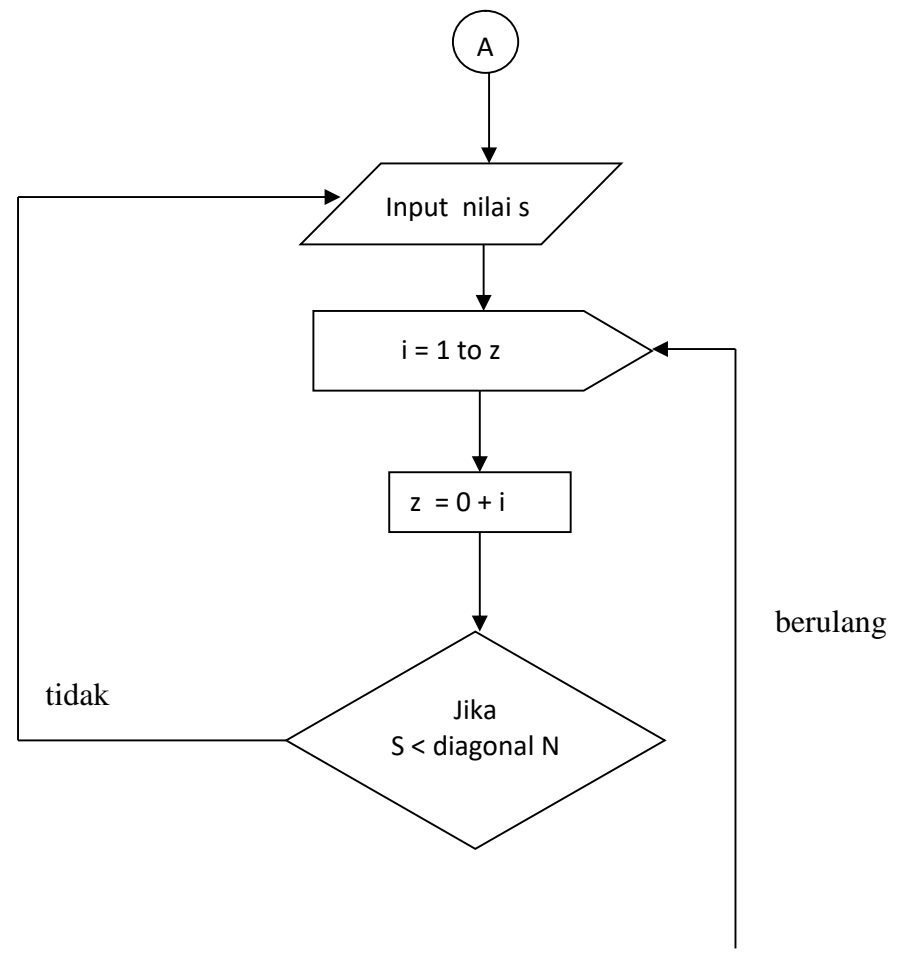 A
Input  nilai s
i = 1 to z
z  = 0 + i
berulang
tidak
Jika
S < diagonal N